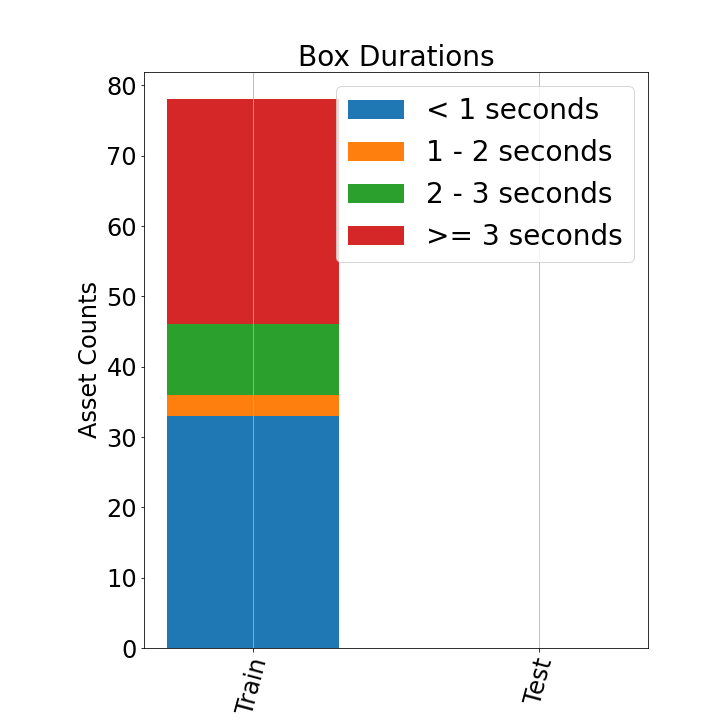 Box Durations
80
70
60
50
40
30
20
10
0
Asset Counts
< 1 seconds
1 - 2 seconds
2 - 3 seconds
>= 3 seconds
Train
Test